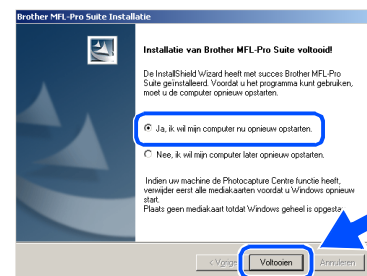 Brother MFL-Pro Suite Installatie
Installatie van Brother MFL-Pro Suite voltooid!
De InstallShield Wizard heeft met succes Brother MFL-Pro
Suite geïnstalleerd. Voordat u het programma kunt gebruiken,
moet u de computer opnieuw opstarten.
Ja, ik wil mijn computer nu opnieuw opstarten.
Nee, ik wil mijn computer later opnieuw opstarten.
Indien uw machine de Photocapture Centre functie heeft,
verwijder eerst alle mediakaarten voordat u Windows opnieuw
start.
Plaats geen mediakaart totdat Windows geheel is
Voltooien Annuleren